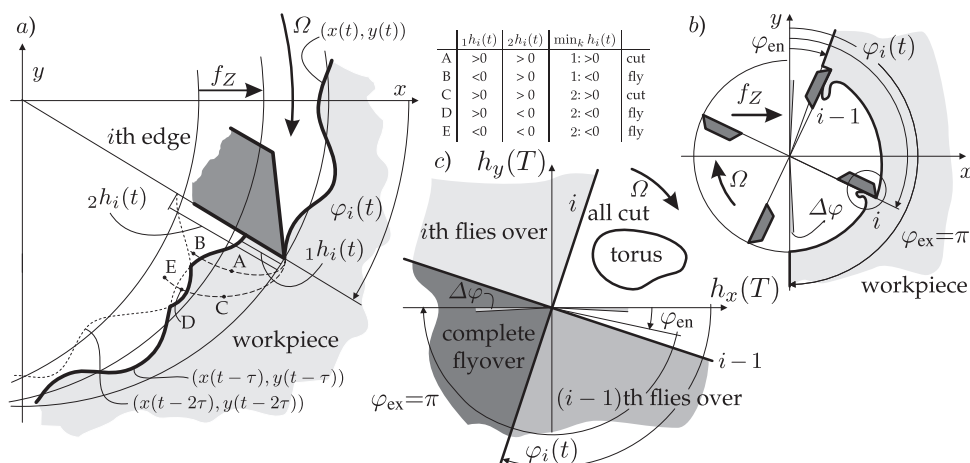 a)
y
x
Ω
(x(t), y(t))
f_Z
ith edge
φ_i(t)
₂h_i(t)
₁h_i(t)
B
A
E
C
D
workpiece
(x(t−τ), y(t−τ))
(x(t−2τ), y(t−2τ))
₁h_i(t) ₂h_i(t) min_k h_i(t)
A >0 > 0 1: >0 cut
B <0 > 0 1: <0 fly
C >0 > 0 2: >0 cut
D >0 < 0 2: <0 fly
E <0 < 0 2: <0 fly
b)
y
φ_en
φ_i(t)
f_Z
i−1
x
Ω
Δφ
i
φ_ex=π
workpiece
c)
h_y(T)
i
Ω
all cut
ith flies over
torus
Δφ
h_x(T)
φ_en
complete
flyover
i−1
φ_ex=π
(i−1)th flies over
φ_i(t)